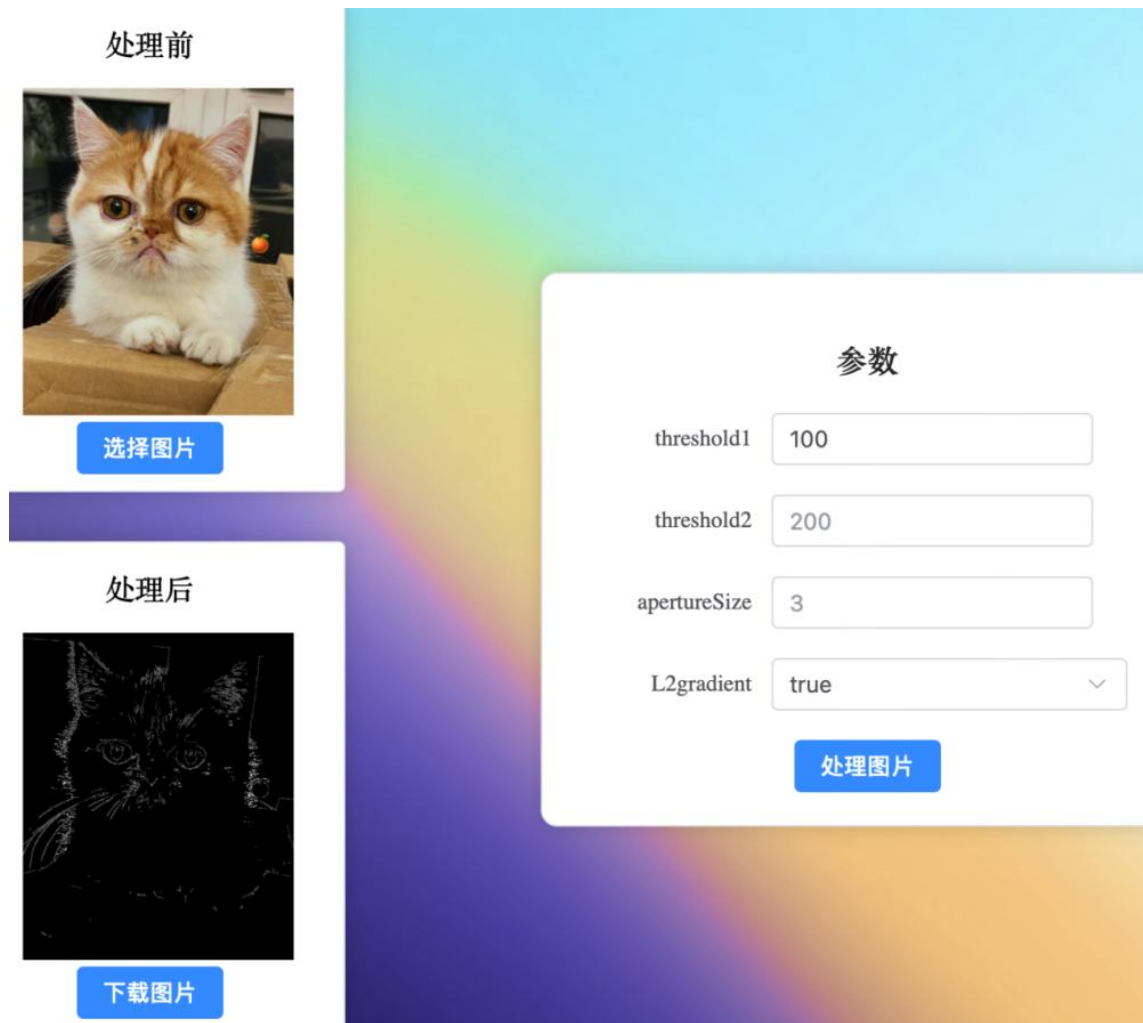 处理前
选择图片
处理后
下载图片
参数
threshold1
100
threshold2
200
apertureSize
3
L2gradient
true
处理图片